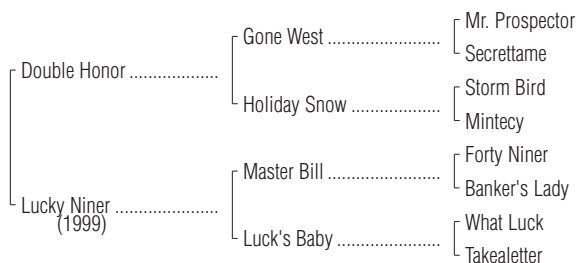 Mr. Prospector
Gone West ........................
Secrettame
Double Honor ...................
Storm Bird
Holiday Snow ...................
Mintecy
Forty Niner
Master Bill ........................
Banker's Lady
Lucky Niner ......................
(1999)
What Luck
Luck's Baby ......................
Takealetter